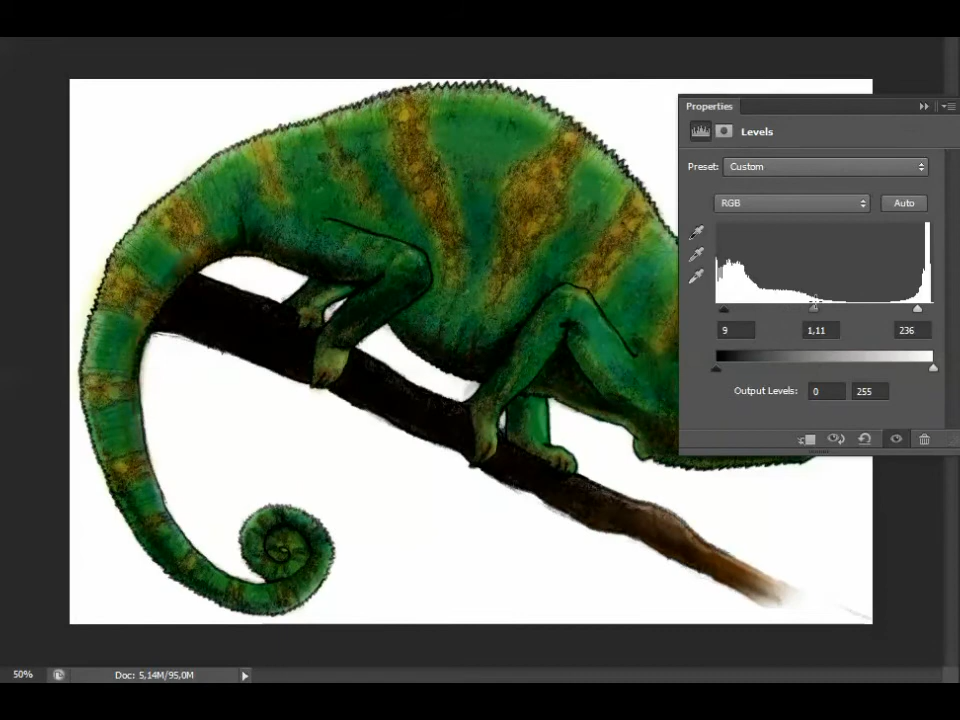 Properties
Levels
Preset: Custom
RGB Auto
9 1,11 236
Output Levels: 0 255
50% Doc: 5,14M/95,0M